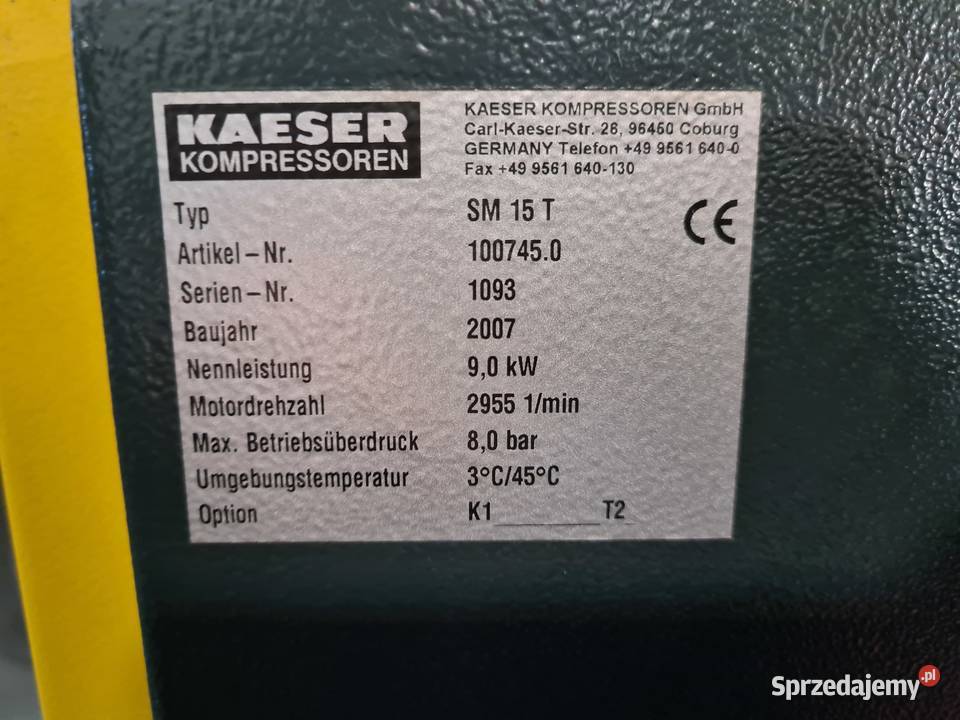 KAESER
KOMPRESSOREN
KAESER KOMPRESSOREN GmbH
Carl-Kaeser-Str. 26, 96450 Coburg
GERMANY Telefon +49 9561 640-0
Fax +49 9561 640-130
Typ SM 15 T
CE
Artikel-Nr. 100745.0
Serien-Nr. 1093
Baujahr 2007
Nennleistung 9,0 kW
Motordrehzahl 2955 1/min
Max. Betriebsüberdruck 8,0 bar
Umgebungstemperatur 3°C/45°C
Option K1________T2
Sprzedajemy.pl